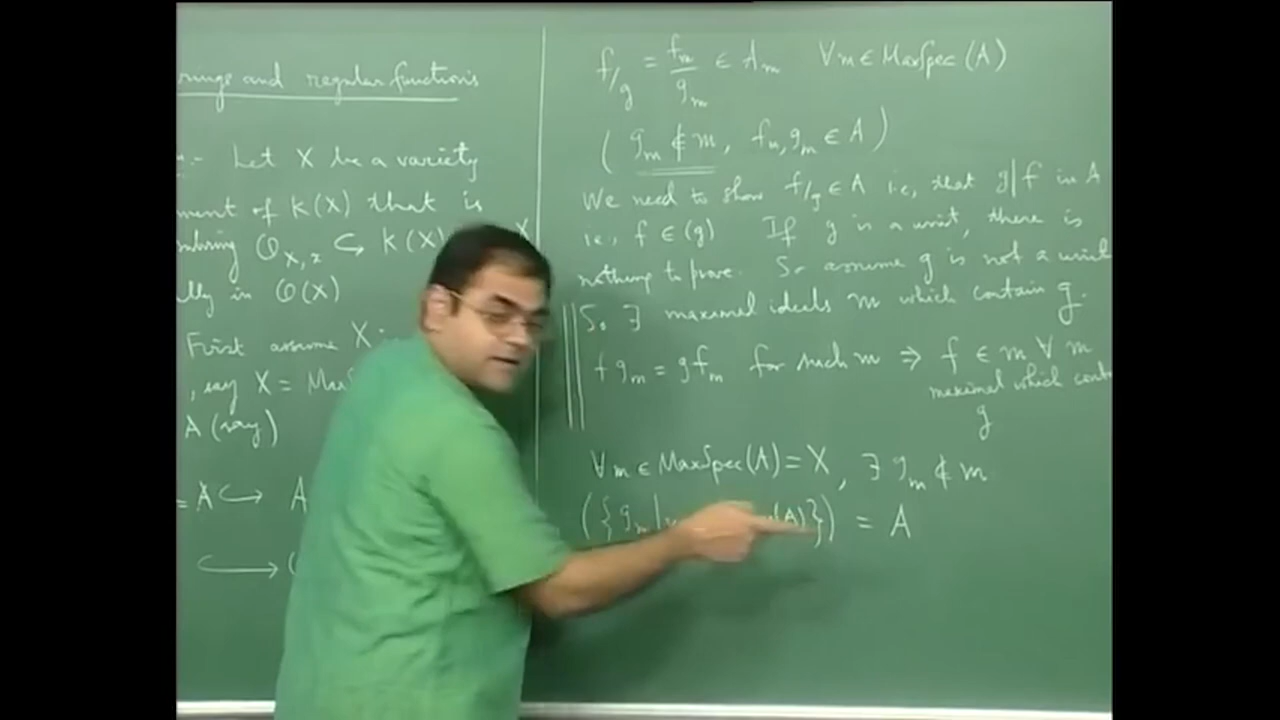 rings and regular functions
:- Let X be a variety
ment of K(X) that is
subring O_{X,x} ↪ K(X) X
lly in O(X)
First assume X
, say X = Max
A (say)
= A ↪ A
↪
f/g = f_m/g_m ∈ A_m ∀ m ∈ MaxSpec(A)
( g_m ∉ m, f_m, g_m ∈ A )
We need to show f/g ∈ A i.e., that g|f in A
i.e., f ∈ (g) If g is a unit, there is
nothing to prove. So assume g is not a unit
So ∃ maximal ideals m which contain g.
f g_m = g f_m for such m ⇒ f ∈ m ∀ m
maximal which cont
g
∀ m ∈ MaxSpec(A) = X, ∃ g_m ∉ m
({ g_m | (A)}) = A